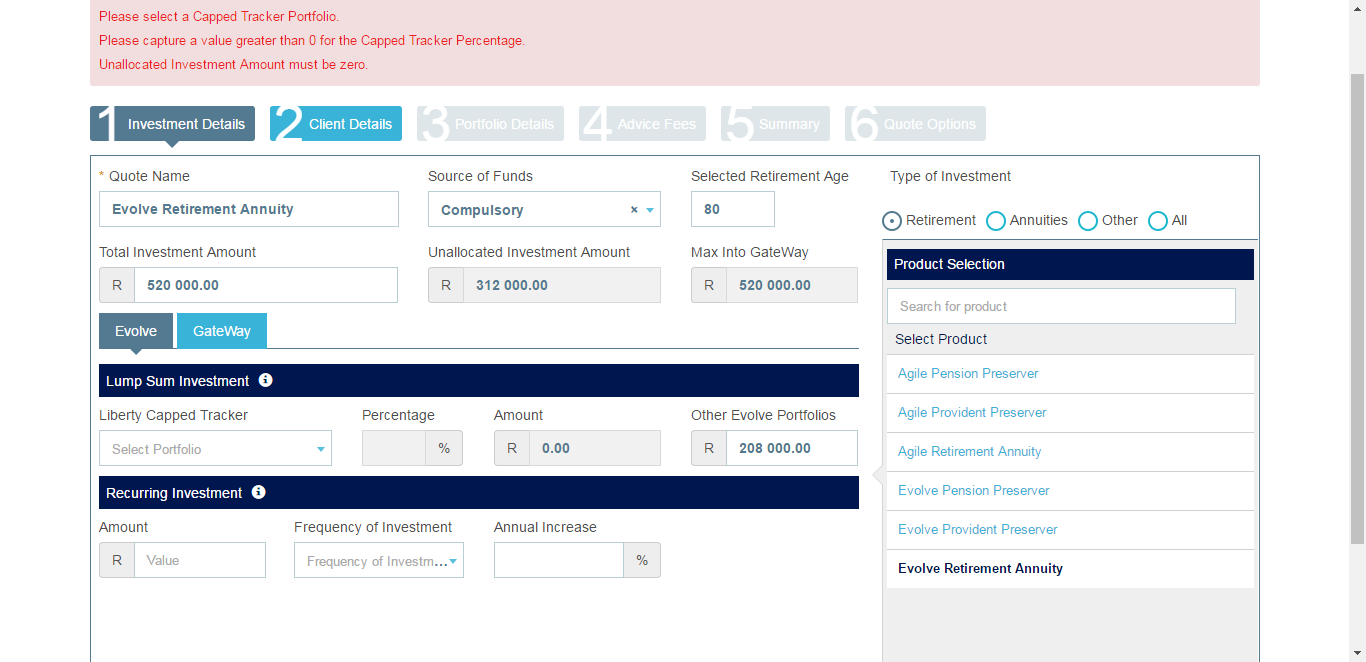 Please select a Capped Tracker Portfolio.
Please capture a value greater than 0 for the Capped Tracker Percentage.
Unallocated Investment Amount must be zero.
1 Investment Details 2 Client Details 3 Portfolio Details 4 Advice Fees 5 Summary 6 Quote Options
* Quote Name Source of Funds Selected Retirement Age Type of Investment
Evolve Retirement Annuity Compulsory × 80
Retirement Annuities Other All
Total Investment Amount Unallocated Investment Amount Max Into GateWay
R 520 000.00 R 312 000.00 R 520 000.00
Product Selection
Search for product
Evolve GateWay
Select Product
Lump Sum Investment i
Agile Pension Preserver
Liberty Capped Tracker Percentage Amount Other Evolve Portfolios
Agile Provident Preserver
Select Portfolio % R 0.00 R 208 000.00
Agile Retirement Annuity
Recurring Investment i
Evolve Pension Preserver
Amount Frequency of Investment Annual Increase
Evolve Provident Preserver
R Value Frequency of Investm... %
Evolve Retirement Annuity